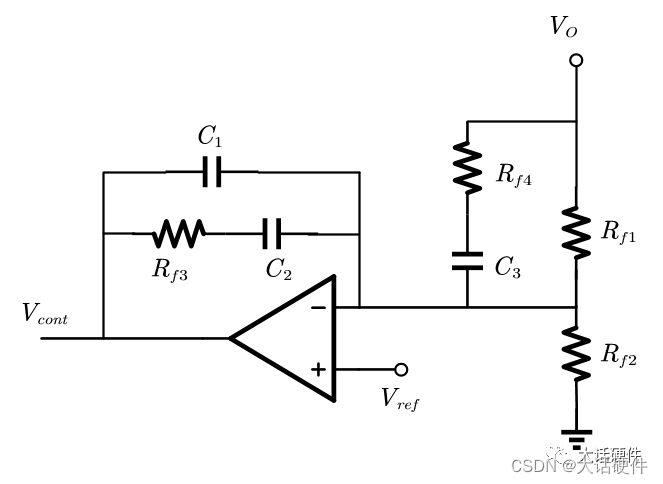 V_O
C_1
R_{f4}
R_{f1}
R_{f3}
C_2
C_3
V_{cont}
−
+
R_{f2}
V_{ref}
大话硬件
CSDN @大话硬件